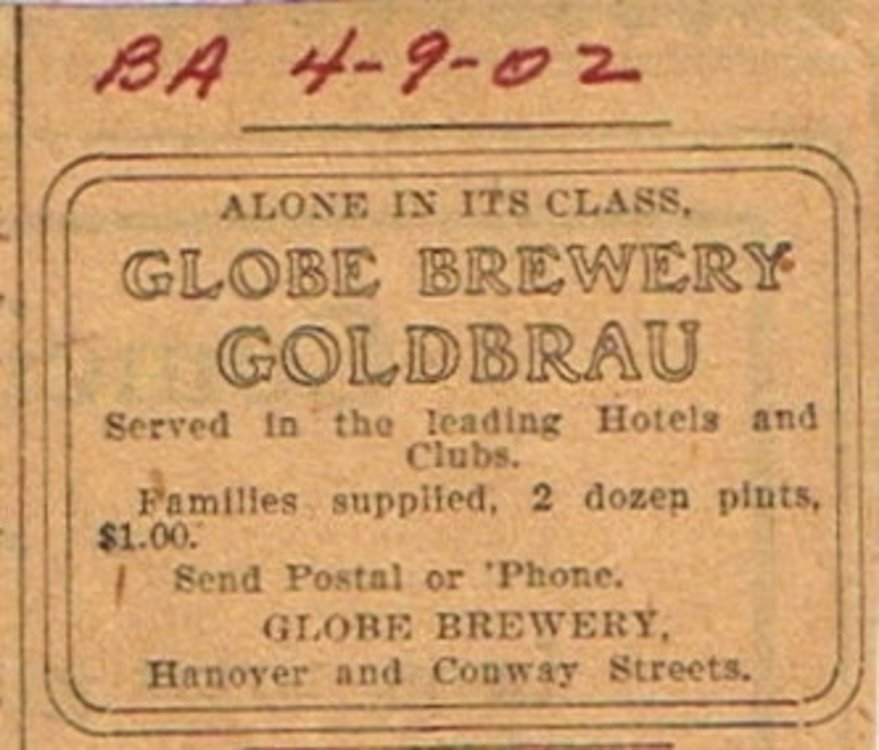 BA 4-9-02
ALONE IN ITS CLASS,
GLOBE BREWERY
GOLDBRAU
Served in the leading Hotels and
Clubs.
Families supplied, 2 dozen pints,
$1.00.
Send Postal or 'Phone.
GLOBE BREWERY,
Hanover and Conway Streets.